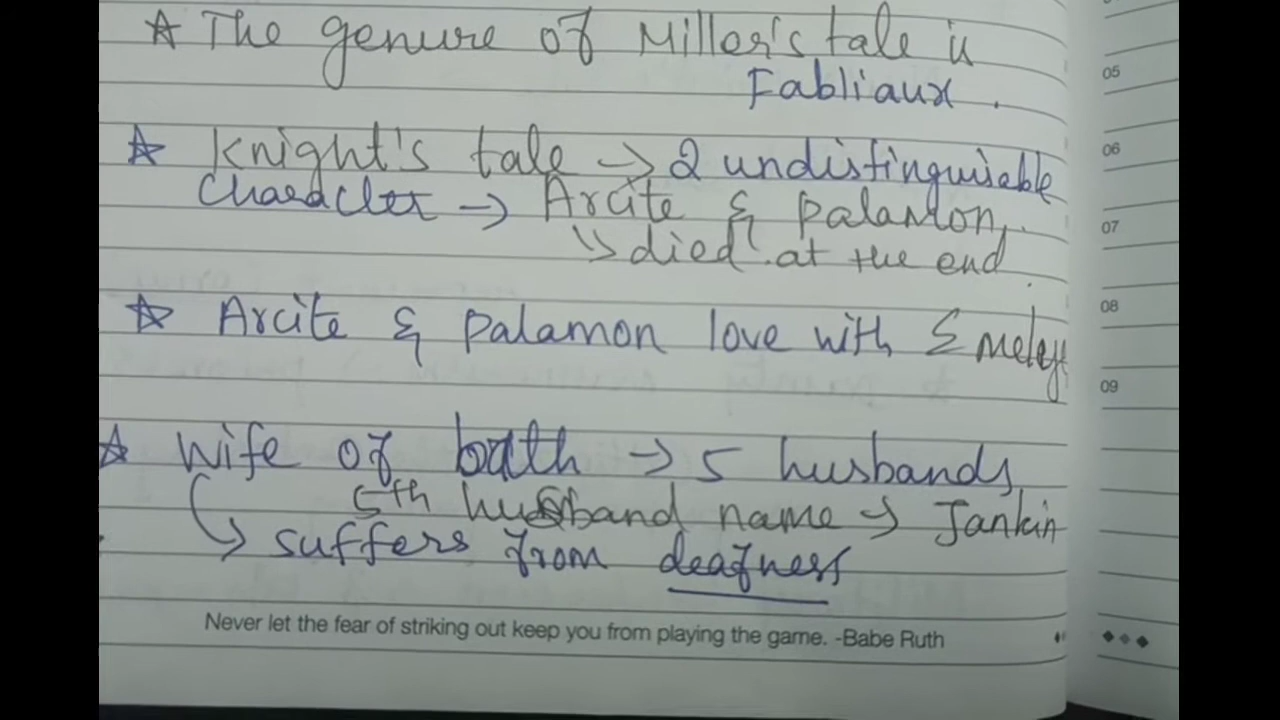 ☆ The genure of Miller's tale is
Fabliaux.
☆ Knight's tale → 2 undistinguisable
Character → Arcite & Palamon,
↳ died at the end
☆ Arcite & Palamon love with Emeley
☆ Wife of bath → 5 husbands
5th husband name → Jankin
↳ suffers from deafness
Never let the fear of striking out keep you from playing the game. -Babe Ruth
05
06
07
08
09